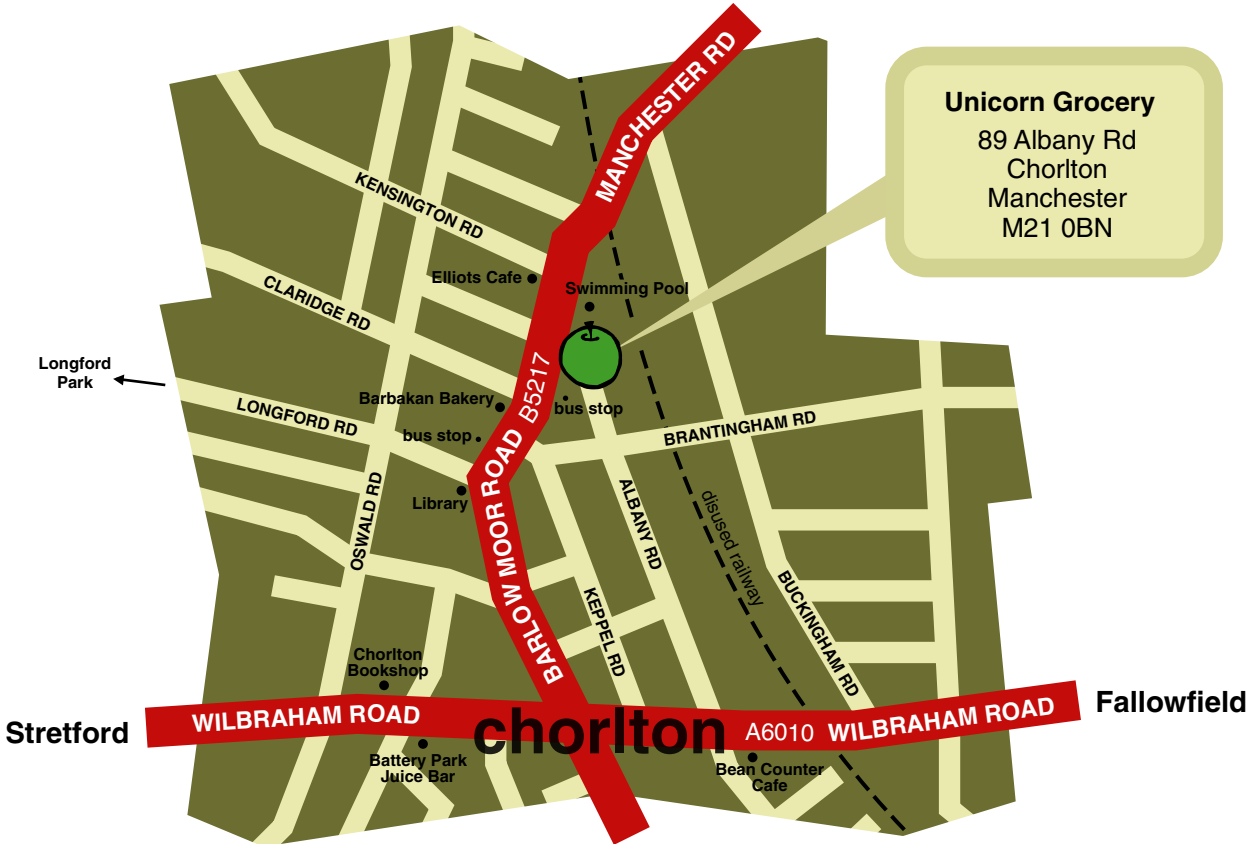 MANCHESTER RD
Unicorn Grocery
89 Albany Rd
Chorlton
Manchester
M21 0BN
KENSINGTON RD
Elliots Cafe
Swimming Pool
CLARIDGE RD
Longford
Park
B5217
Barbakan Bakery
bus stop
LONGFORD RD
bus stop
BRANTINGHAM RD
Library
OSWALD RD
BARLOW MOOR ROAD
ALBANY RD
disused railway
KEPPEL RD
BUCKINGHAM RD
Chorlton
Bookshop
Stretford
WILBRAHAM ROAD
chorlton
A6010
WILBRAHAM ROAD
Fallowfield
Battery Park
Juice Bar
Bean Counter
Cafe